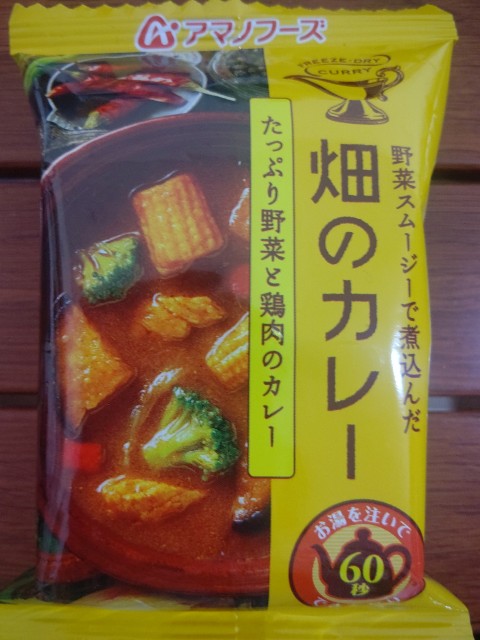 アマノフーズ
FREEZE-DRY
CURRY
野菜スムージーで煮込んだ
畑のカレー
たっぷり野菜と鶏肉のカレー
お湯を注いで
60秒